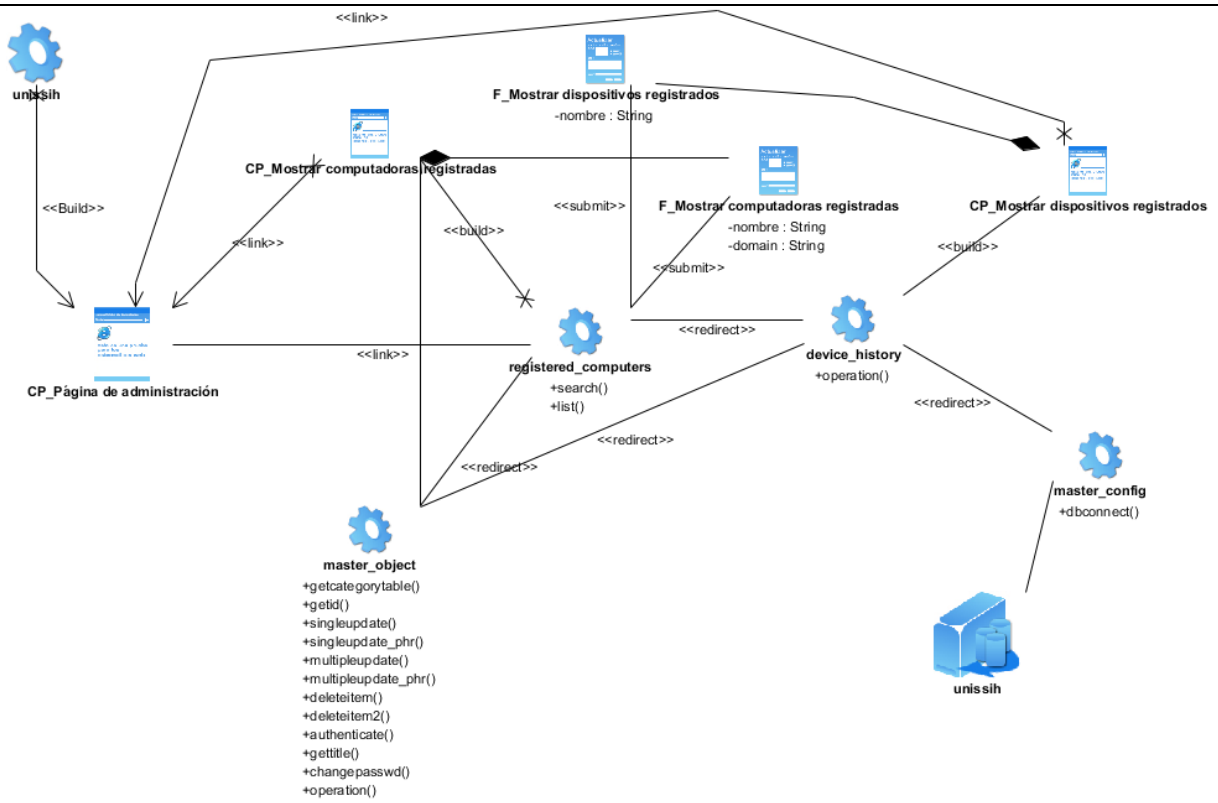 <<link>>
unissih
F_Mostrar dispositivos registrados
-nombre : String
CP_Mostrar computadoras registradas
F_Mostrar computadoras registradas
-nombre : String
-domain : String
CP_Mostrar dispositivos registrados
<<Build>>
<<submit>>
<<link>>
<<build>>
<<build>>
<<submit>>
<<redirect>>
<<link>>
CP_Página de administración
registered_computers
+search()
+list()
device_history
+operation()
<<redirect>>
<<redirect>>
<<redirect>>
master_config
+dbconnect()
master_object
+getcategorytable()
+getid()
+singleupdate()
+singleupdate_phr()
+multipleupdate()
+multipleupdate_phr()
+deleteitem()
+deleteitem2()
+authenticate()
+gettitle()
+changepasswd()
+operation()
unissih